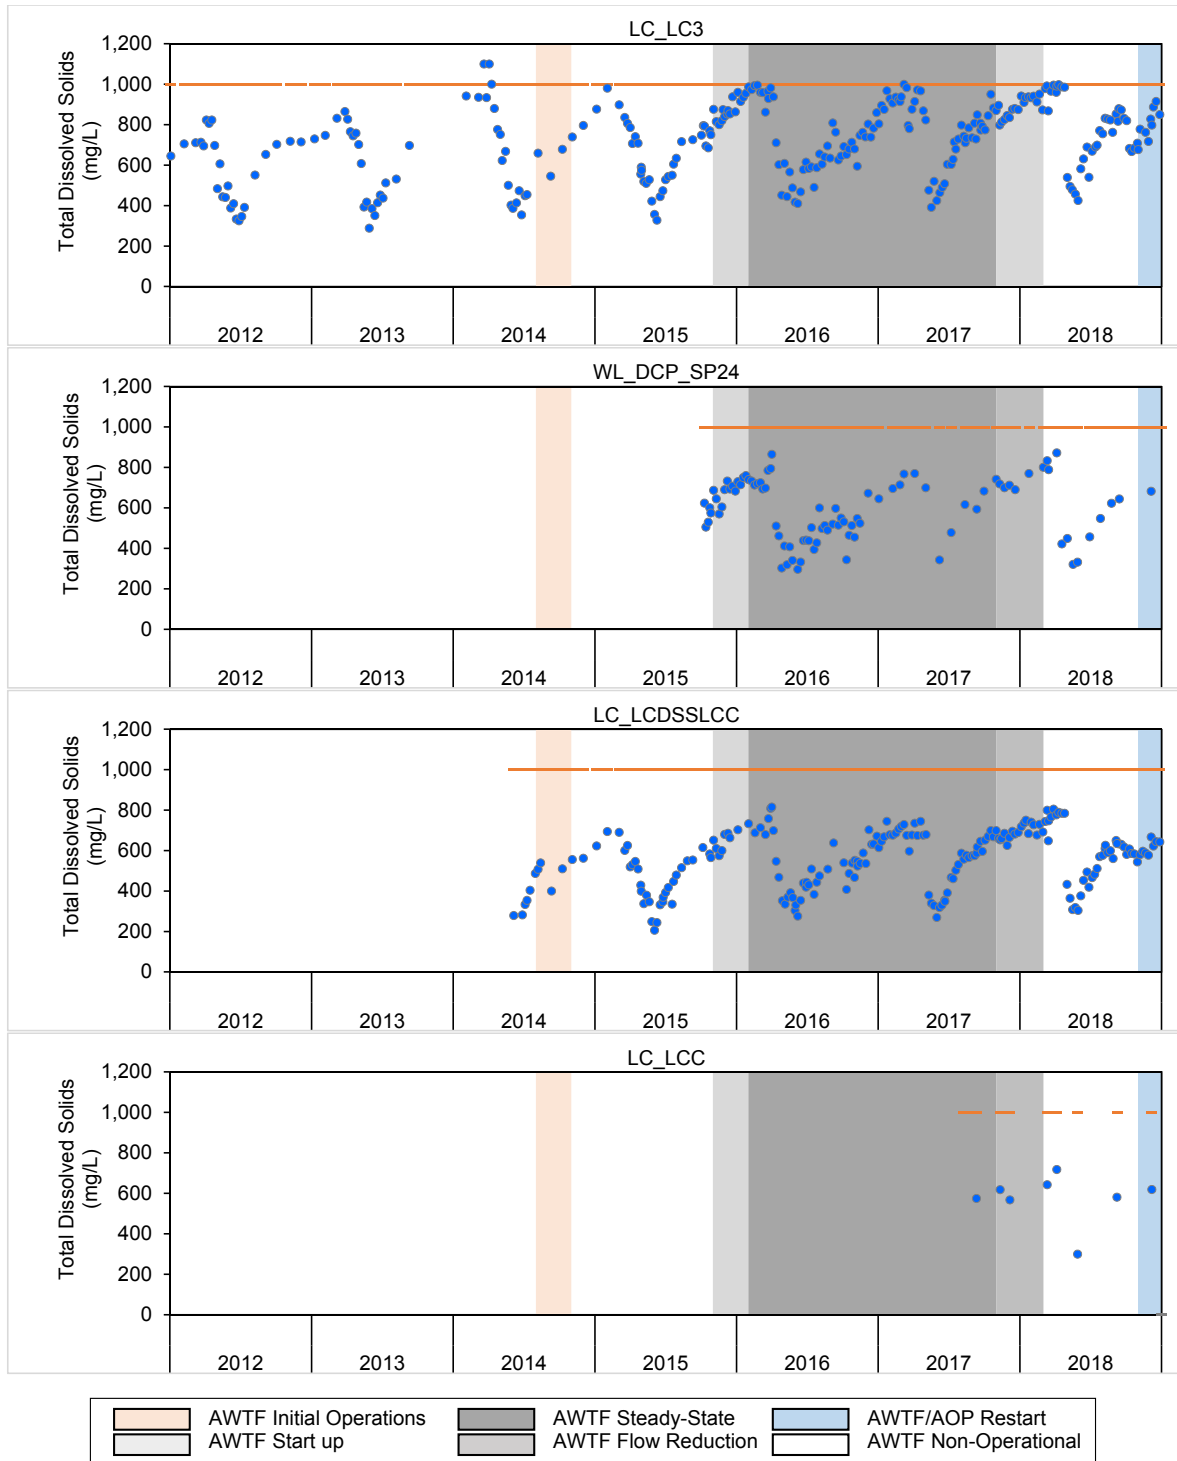 LC_LC3
Total Dissolved Solids
(mg/L)
1,200
1,000
800
600
400
200
0
2012 2013 2014 2015 2016 2017 2018
WL_DCP_SP24
Total Dissolved Solids
(mg/L)
1,200
1,000
800
600
400
200
0
2012 2013 2014 2015 2016 2017 2018
LC_LCDSSLCC
Total Dissolved Solids
(mg/L)
1,200
1,000
800
600
400
200
0
2012 2013 2014 2015 2016 2017 2018
LC_LCC
Total Dissolved Solids
(mg/L)
1,200
1,000
800
600
400
200
0
2012 2013 2014 2015 2016 2017 2018
AWTF Initial Operations AWTF Steady-State AWTF/AOP Restart
AWTF Start up AWTF Flow Reduction AWTF Non-Operational